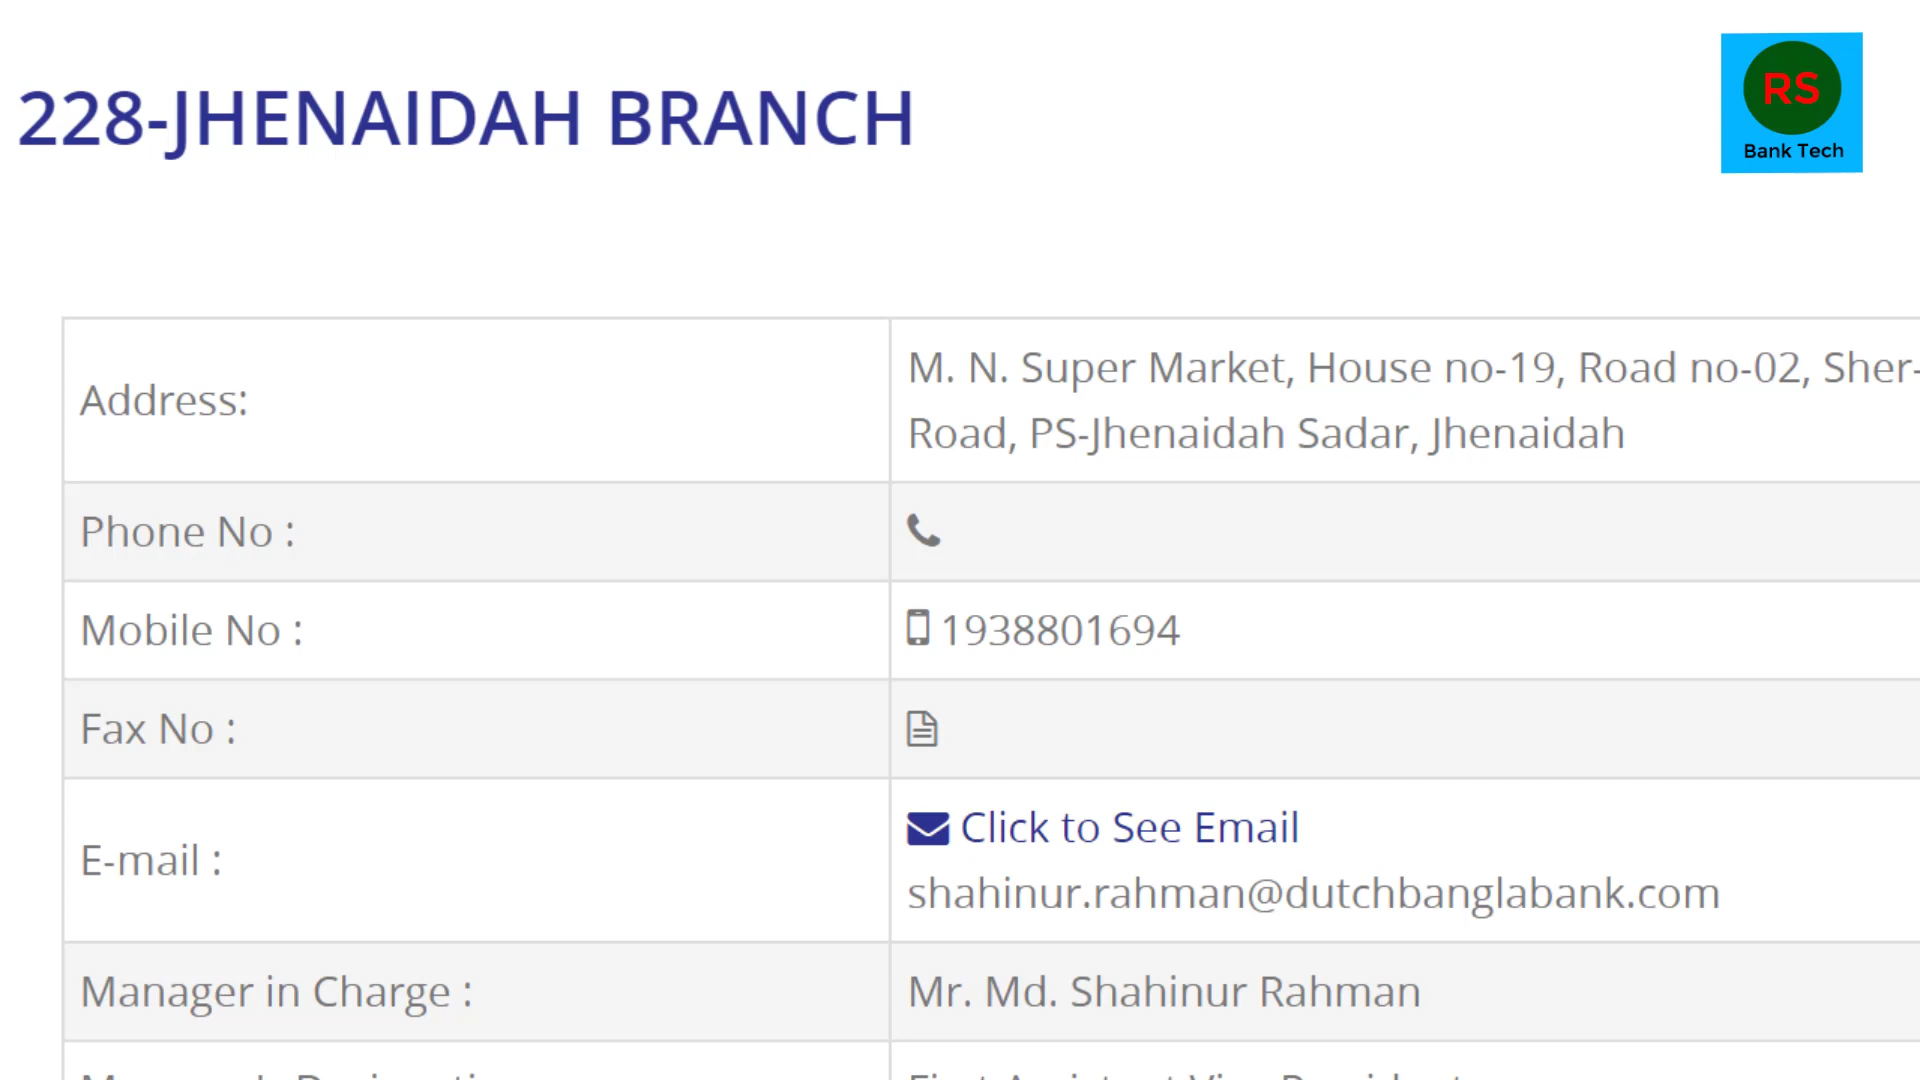 RS
Bank Tech
228-JHENAIDAH BRANCH
Address:
M. N. Super Market, House no-19, Road no-02, Sher-
Road, PS-Jhenaidah Sadar, Jhenaidah
Phone No :
Mobile No :
1938801694
Fax No :
E-mail :
Click to See Email
shahinur.rahman@dutchbanglabank.com
Manager in Charge :
Mr. Md. Shahinur Rahman